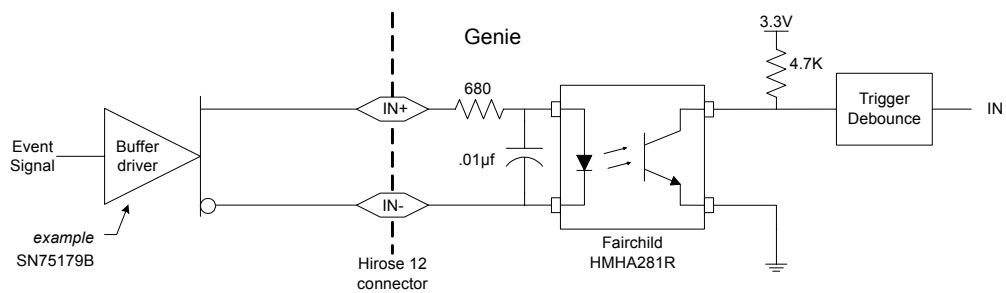 Genie
3.3V
4.7K
680
IN+
Trigger
Debounce
IN
Event
Signal
Buffer
driver
.01µf
IN-
example
SN75179B
Hirose 12
connector
Fairchild
HMHA281R